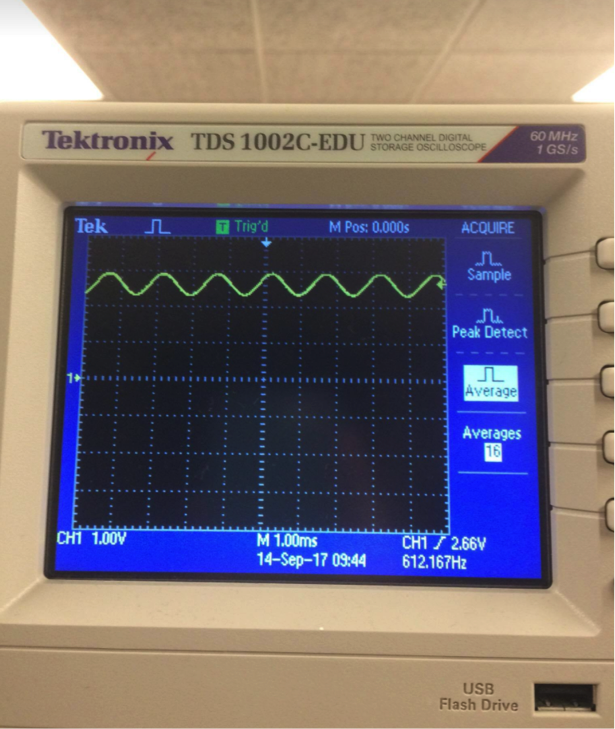 Tektronix TDS 1002C-EDU TWO CHANNEL DIGITAL STORAGE OSCILLOSCOPE 60 MHz 1 GS/s
Tek T Trig'd M Pos: 0.000s ACQUIRE
Sample
Peak Detect
Average
Averages
16
1
CH1 1.00V M 1.00ms CH1 2.66V
14-Sep-17 09:44 612.167Hz
USB
Flash Drive